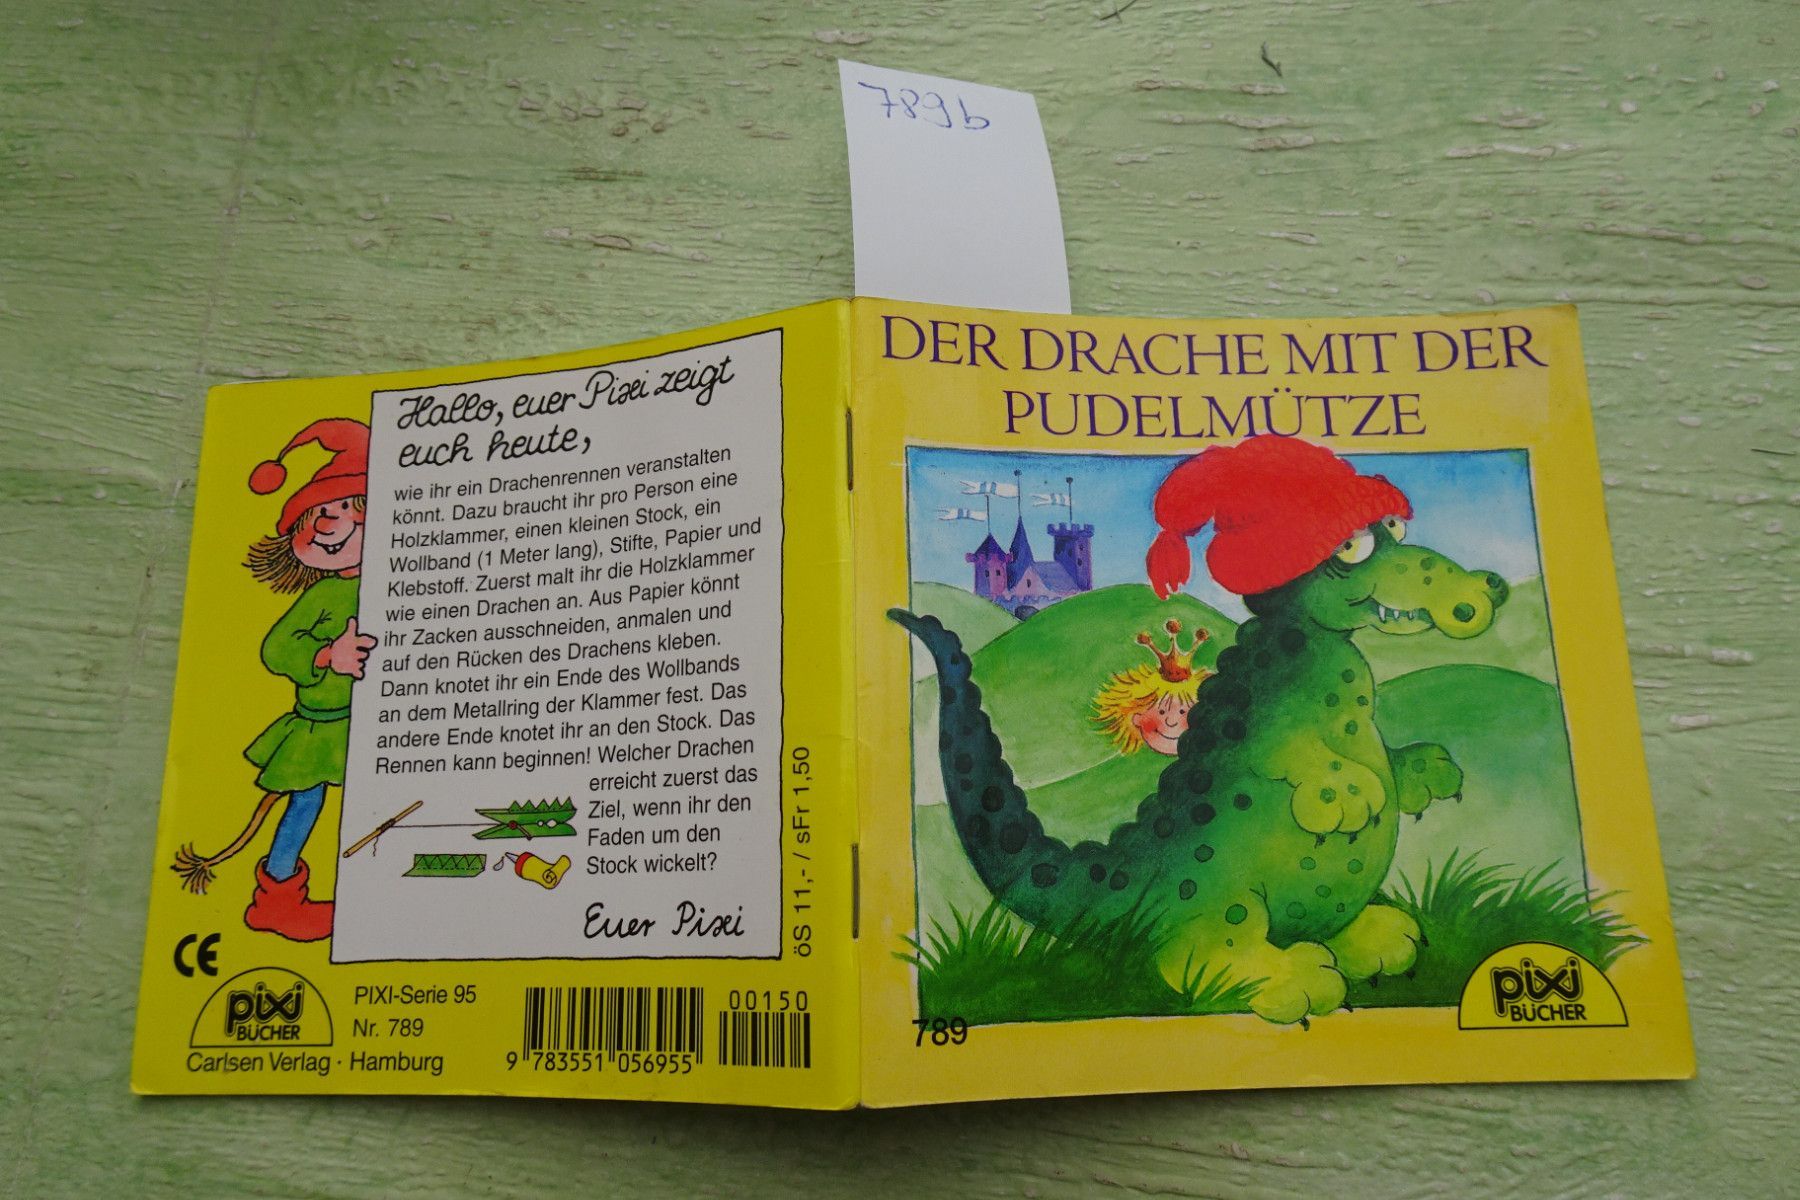 789b
Hallo, euer Pixi zeigt
euch heute,
wie ihr ein Drachenrennen veranstalten
könnt. Dazu braucht ihr pro Person eine
Holzklammer, einen kleinen Stock, ein
Wollband (1 Meter lang), Stifte, Papier und
Klebstoff. Zuerst malt ihr die Holzklammer
wie einen Drachen an. Aus Papier könnt
ihr Zacken ausschneiden, anmalen und
auf den Rücken des Drachens kleben.
Dann knotet ihr ein Ende des Wollbands
an dem Metallring der Klammer fest. Das
andere Ende knotet ihr an den Stock. Das
Rennen kann beginnen! Welcher Drachen
erreicht zuerst das
Ziel, wenn ihr den
Faden um den
Stock wickelt?
Euer Pixi
öS 11,- / sFr 1,50
CE
pixi
BÜCHER
PIXI-Serie 95
Nr. 789
Carlsen Verlag · Hamburg
00150
9 783551 056955
DER DRACHE MIT DER
PUDELMÜTZE
789
pixi
BÜCHER